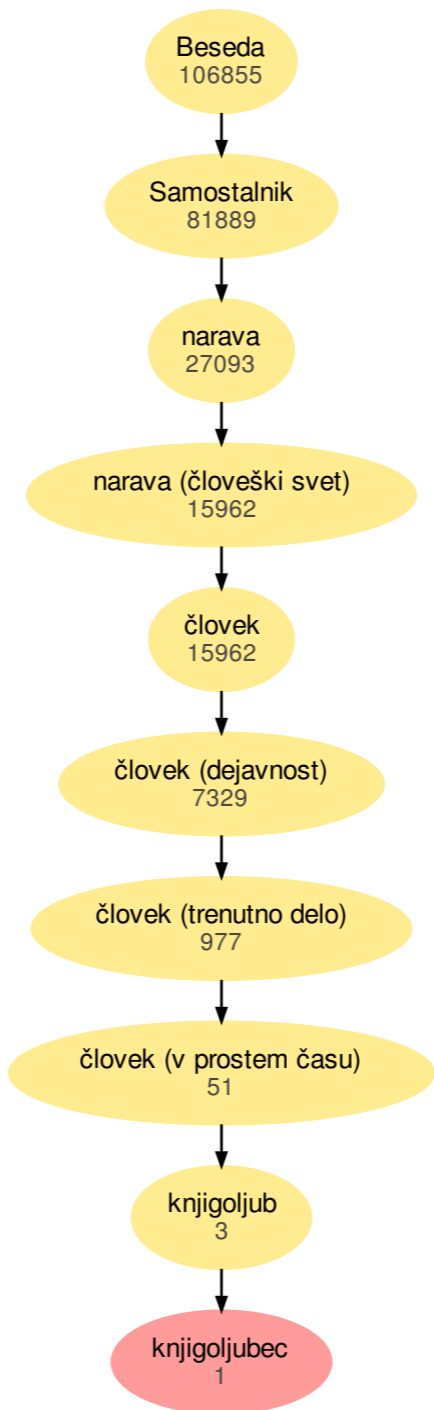 Beseda
106855
Samostalnik
81889
narava
27093
narava (človeški svet)
15962
človek
15962
človek (dejavnost)
7329
človek (trenutno delo)
977
človek (v prostem času)
51
knjigoljub
3
knjigoljubec
1